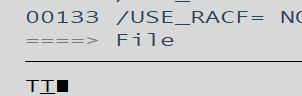 00133 /USE_RACF= NO
====> File
TI